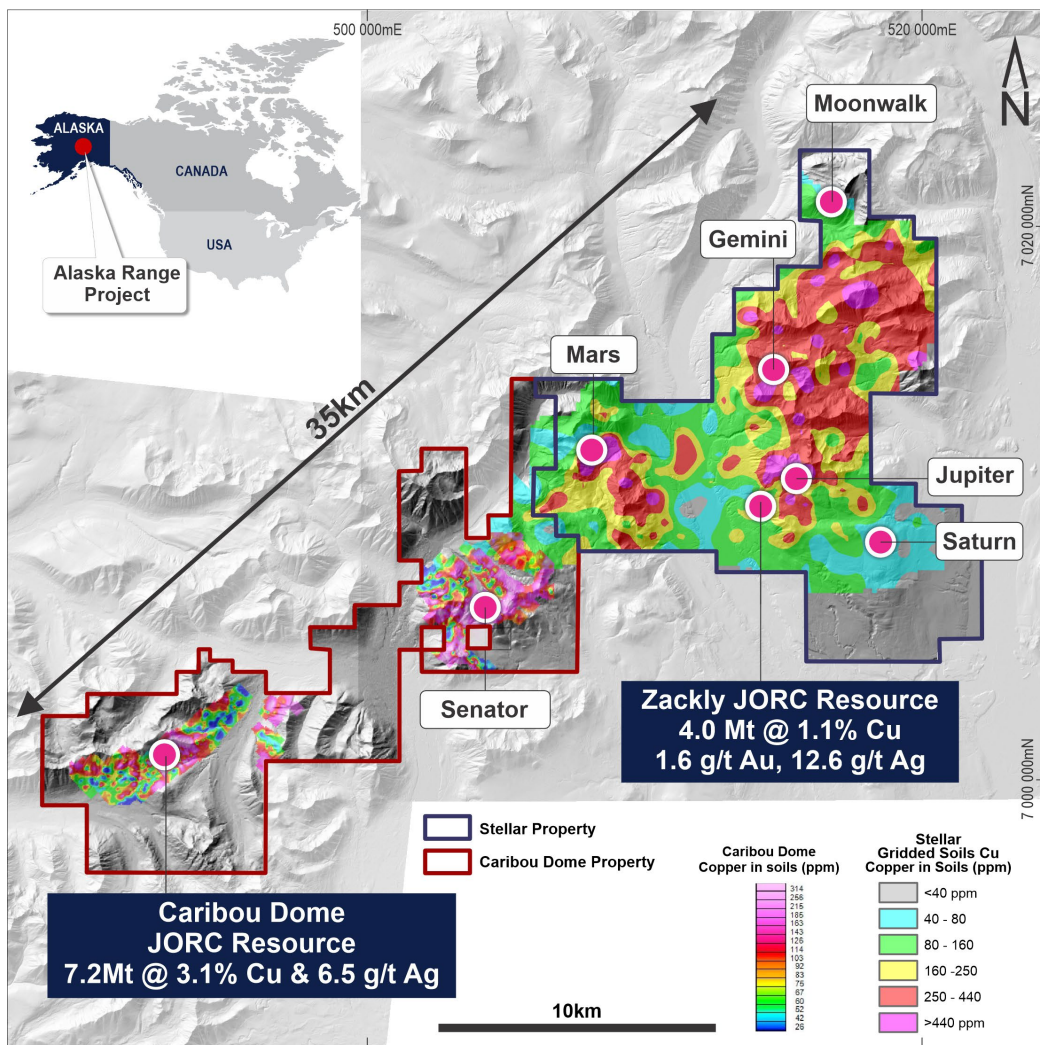 500 000mE
520 000mE
N
ALASKA
CANADA
USA
Alaska Range
Project
Moonwalk
7 020 000mN
Gemini
Mars
35km
Jupiter
Saturn
Senator
Zackly JORC Resource
4.0 Mt @ 1.1% Cu
1.6 g/t Au, 12.6 g/t Ag
7 000 000mN
Caribou Dome
JORC Resource
7.2Mt @ 3.1% Cu & 6.5 g/t Ag
Stellar Property
Caribou Dome Property
10km
Caribou Dome
Copper in soils (ppm)
314
256
215
185
163
143
126
114
103
92
83
75
67
60
52
42
26
Stellar
Gridded Soils Cu
Copper in Soils (ppm)
<40 ppm
40 - 80
80 - 160
160 -250
250 - 440
>440 ppm